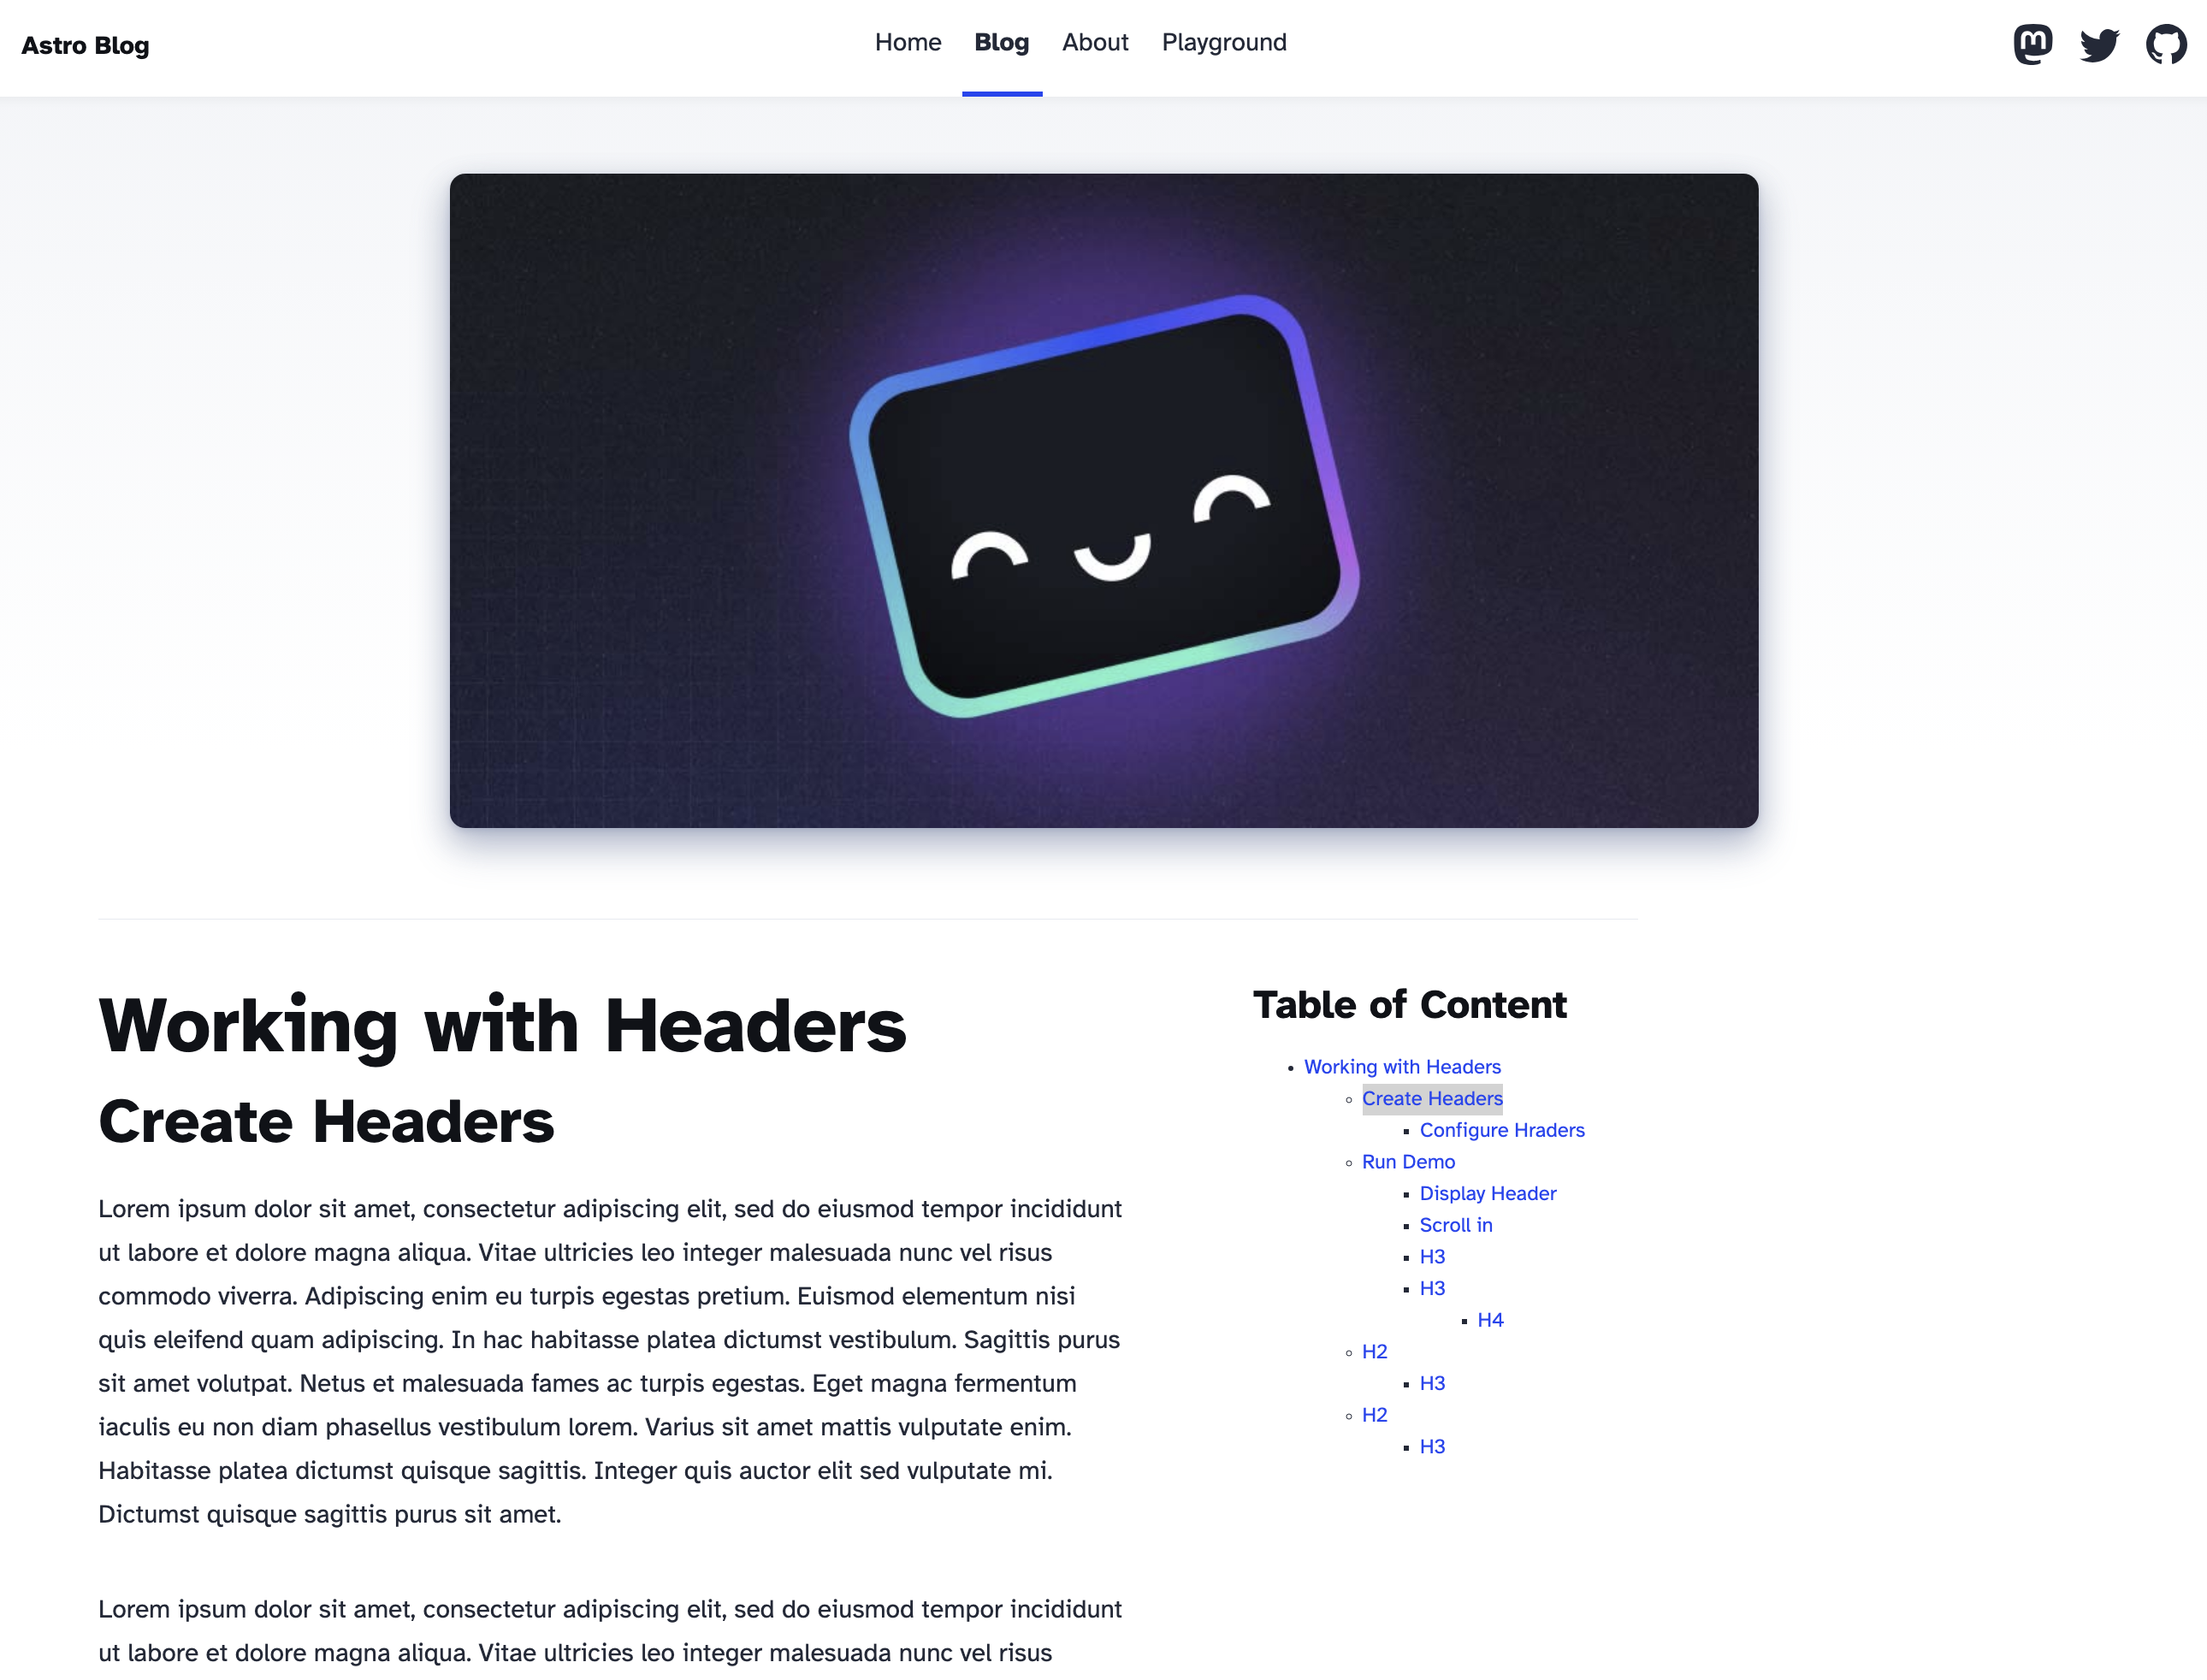 Astro Blog
Home Blog About Playground
Working with Headers
Create Headers
Lorem ipsum dolor sit amet, consectetur adipiscing elit, sed do eiusmod tempor incididunt
ut labore et dolore magna aliqua. Vitae ultricies leo integer malesuada nunc vel risus
commodo viverra. Adipiscing enim eu turpis egestas pretium. Euismod elementum nisi
quis eleifend quam adipiscing. In hac habitasse platea dictumst vestibulum. Sagittis purus
sit amet volutpat. Netus et malesuada fames ac turpis egestas. Eget magna fermentum
iaculis eu non diam phasellus vestibulum lorem. Varius sit amet mattis vulputate enim.
Habitasse platea dictumst quisque sagittis. Integer quis auctor elit sed vulputate mi.
Dictumst quisque sagittis purus sit amet.
Lorem ipsum dolor sit amet, consectetur adipiscing elit, sed do eiusmod tempor incididunt
ut labore et dolore magna aliqua. Vitae ultricies leo integer malesuada nunc vel risus
Table of Content
Working with Headers
Create Headers
Configure Hraders
Run Demo
Display Header
Scroll in
H3
H3
H4
H2
H3
H2
H3